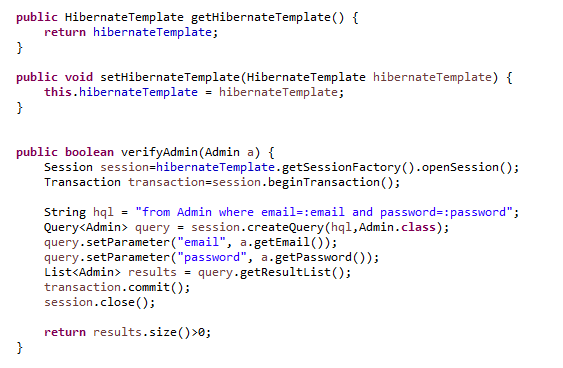 public HibernateTemplate getHibernateTemplate() {
    return hibernateTemplate;
}
public void setHibernateTemplate(HibernateTemplate hibernateTemplate) {
    this.hibernateTemplate = hibernateTemplate;
}
public boolean verifyAdmin(Admin a) {
    Session session=hibernateTemplate.getSessionFactory().openSession();
    Transaction transaction=session.beginTransaction();
    String hql = "from Admin where email=:email and password=:password";
    Query<Admin> query = session.createQuery(hql,Admin.class);
    query.setParameter("email", a.getEmail());
    query.setParameter("password", a.getPassword());
    List<Admin> results = query.getResultList();
    transaction.commit();
    session.close();
    return results.size()>0;
}